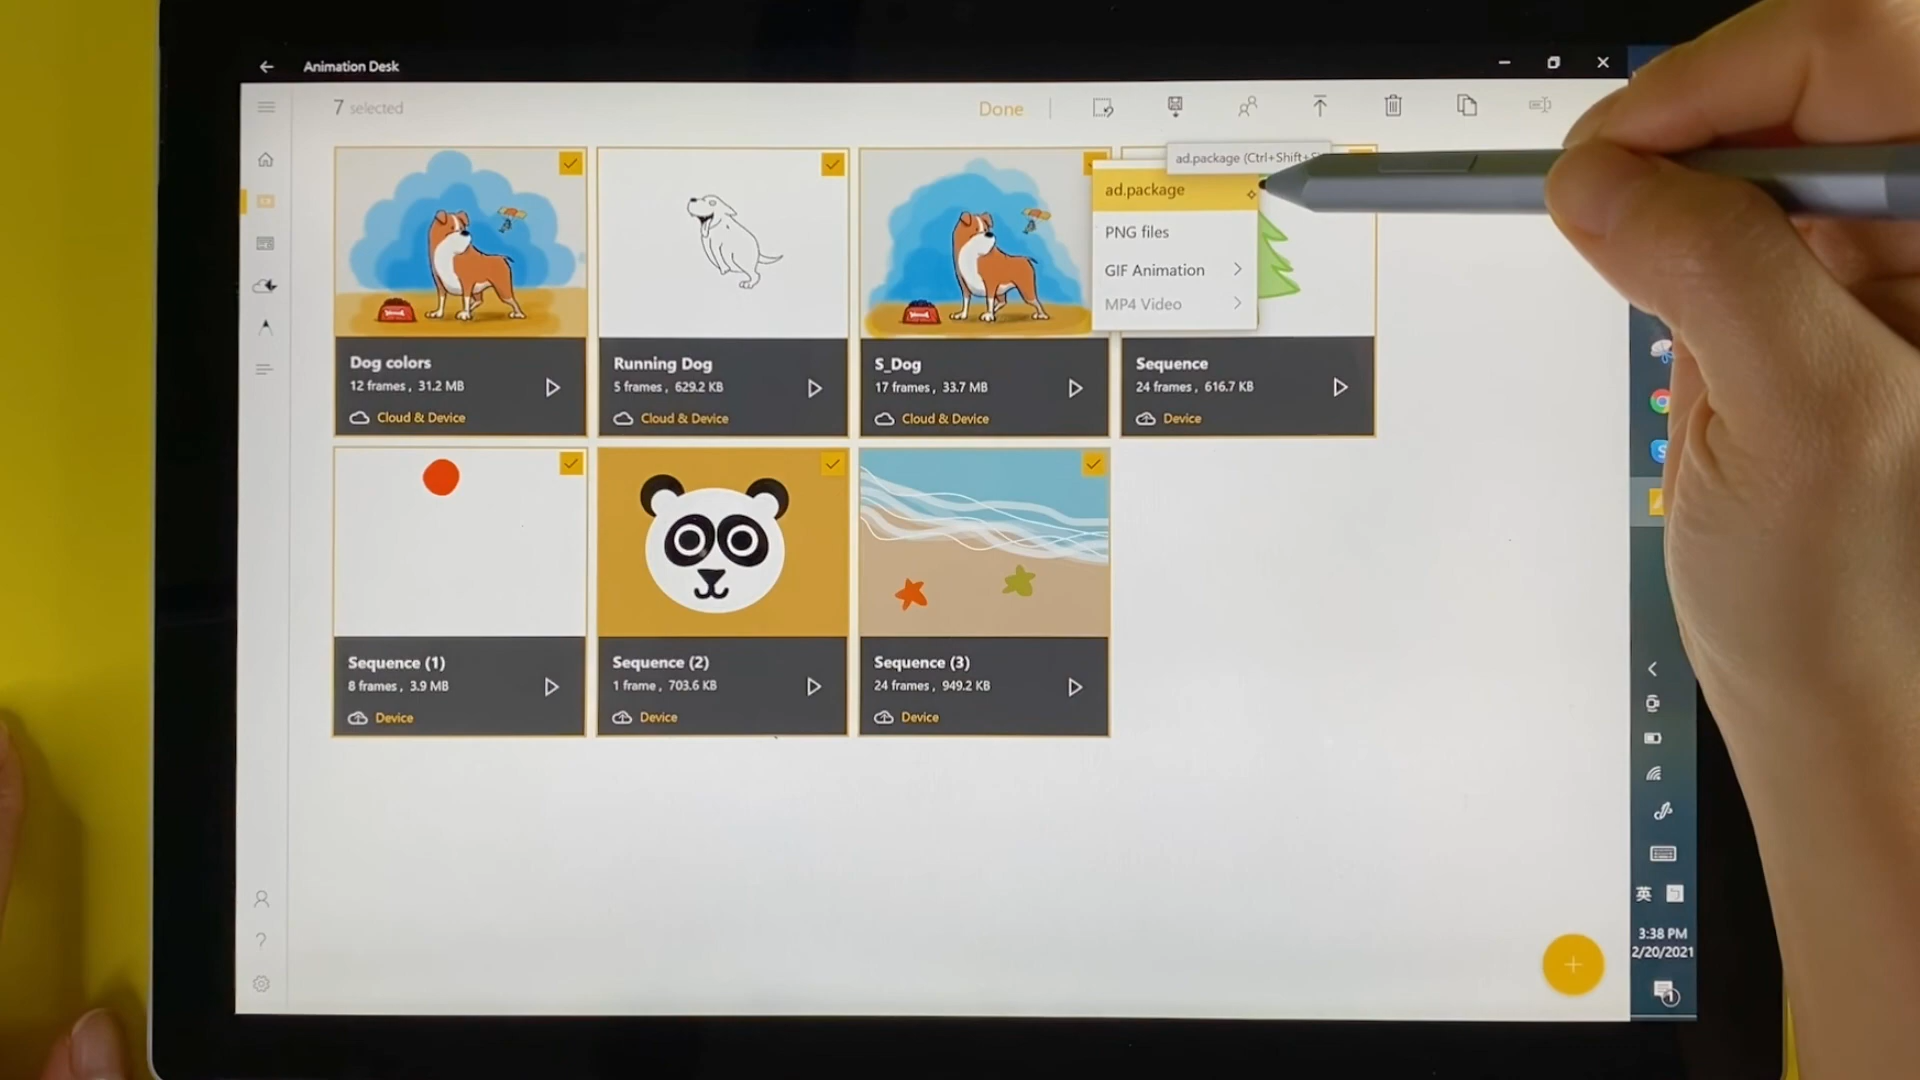 Animation Desk
7 selected
Done
ad.package (Ctrl+Shift+S
ad.package
PNG files
GIF Animation
MP4 Video
Dog colors
12 frames, 31.2 MB
Cloud & Device
Running Dog
5 frames, 629.2 KB
Cloud & Device
S_Dog
17 frames, 33.7 MB
Cloud & Device
Sequence
24 frames, 616.7 KB
Device
Sequence (1)
8 frames, 3.9 MB
Device
Sequence (2)
1 frame, 703.6 KB
Device
Sequence (3)
24 frames, 949.2 KB
Device
英
3:38 PM
2/20/2021
1